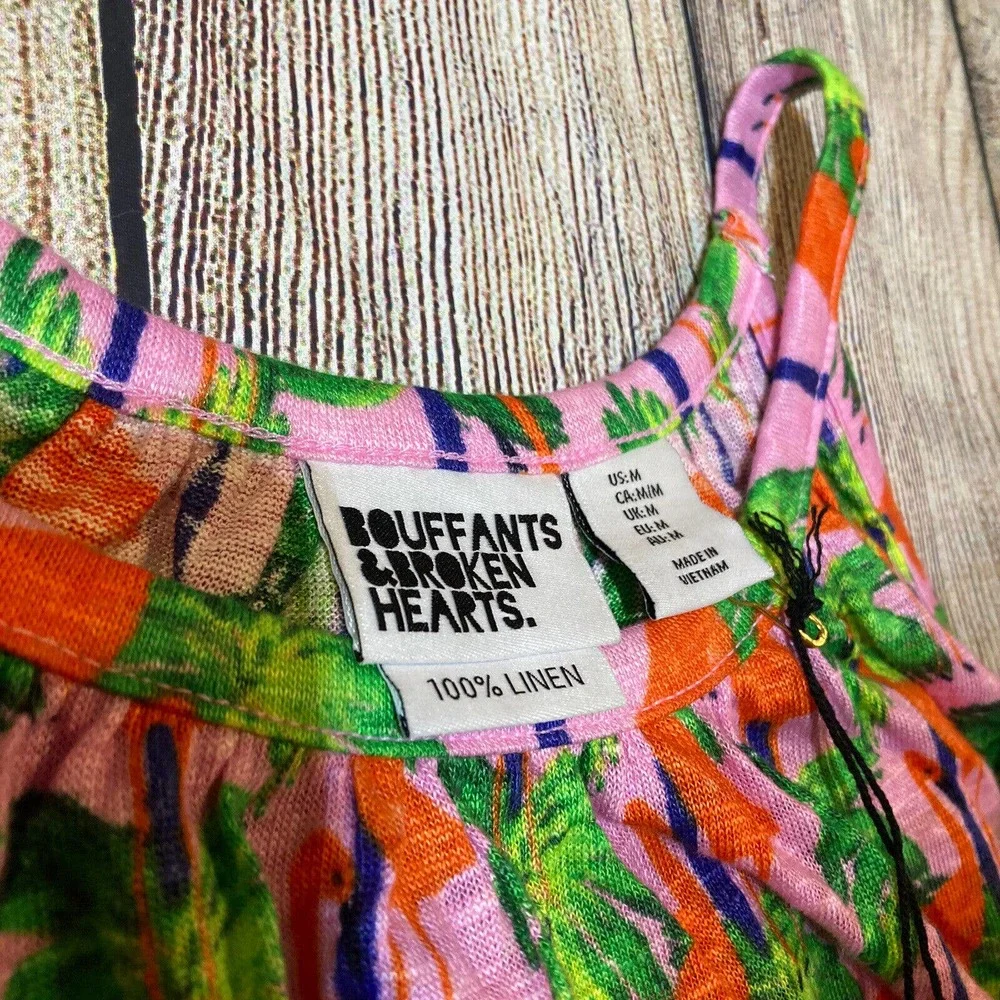 BOUFFANTS
&BROKEN
HEARTS.
100% LINEN
US: M
CA: M/M
UK: M
EU: M
AU: M
MADE IN
VIETNAM